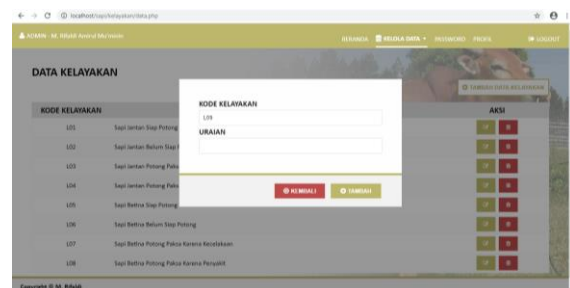 localhost/sapi/kelayakan/data.php
ADMIN - M. Rifaldi Amirul Mu'minin
BERANDA KELOLA DATA PASSWORD PROFIL LOGOUT
DATA KELAYAKAN
TAMBAH DATA KELAYAKAN
KODE KELAYAKAN AKSI
L01 Sapi Jantan Siap Potong
L02 Sapi Jantan Belum Siap
L03 Sapi Jantan Potong Paks
L04 Sapi Jantan Potong Paks
L05 Sapi Betina Siap Potong
L06 Sapi Betina Belum Siap Potong
L07 Sapi Betina Potong Paksa Karena Kecelakaan
L08 Sapi Betina Potong Paksa Karena Penyakit
KODE KELAYAKAN
L09
URAIAN
KEMBALI TAMBAH
Copyright © M. Rifaldi